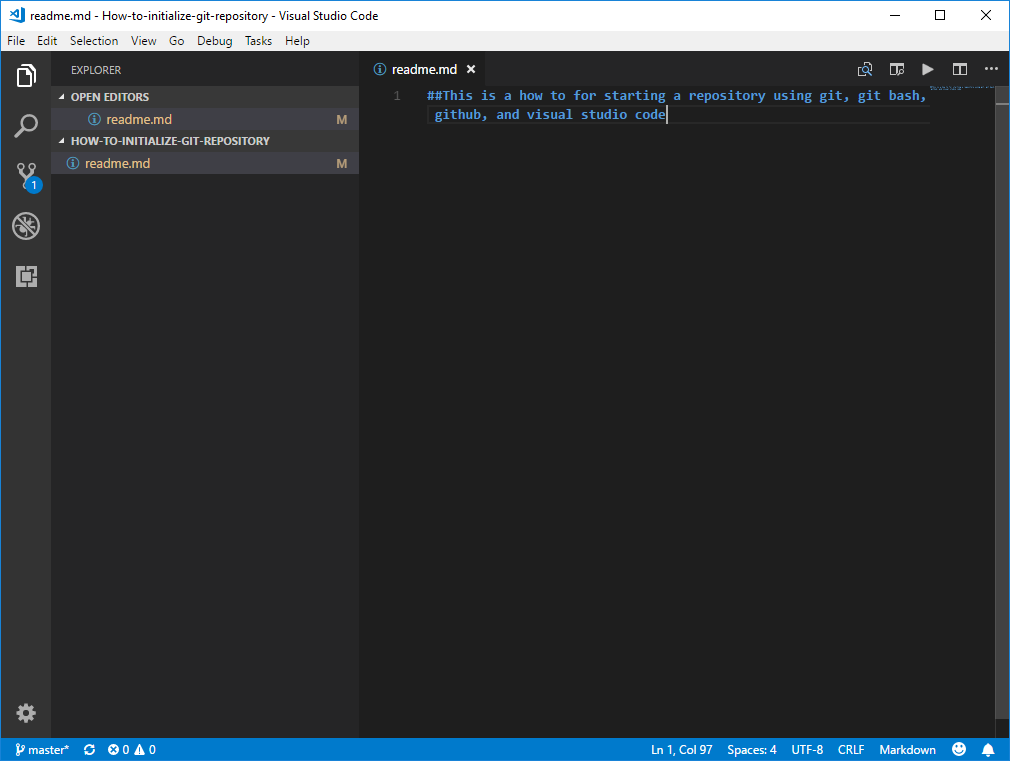 readme.md - How-to-initialize-git-repository - Visual Studio Code
File Edit Selection View Go Debug Tasks Help
EXPLORER
OPEN EDITORS
readme.md M
HOW-TO-INITIALIZE-GIT-REPOSITORY
readme.md M
1
readme.md
1 ##This is a how to for starting a repository using git, git bash,
github, and visual studio code
master* 0 0 Ln 1, Col 97 Spaces: 4 UTF-8 CRLF Markdown